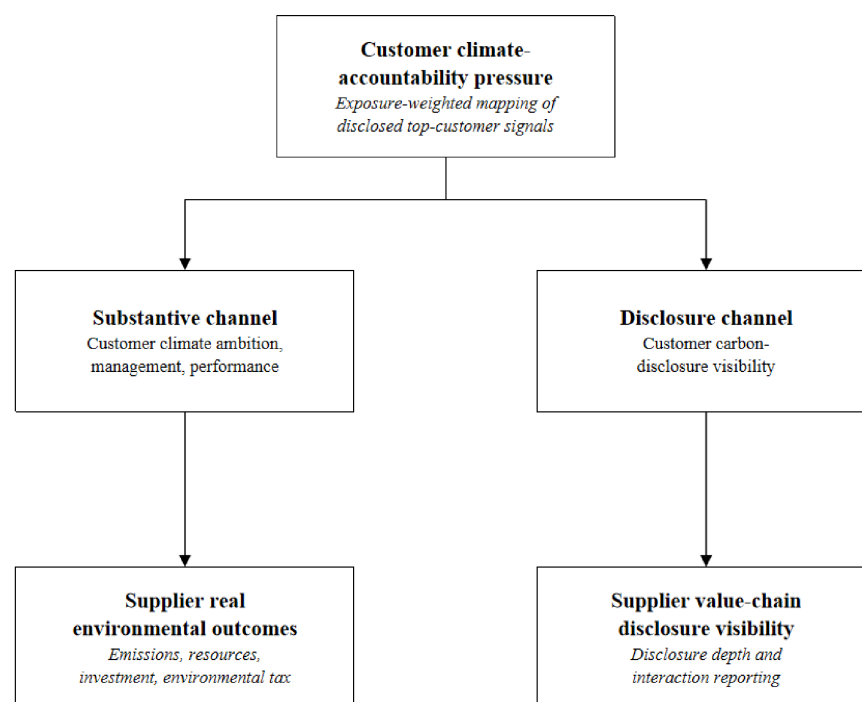 Customer climate-
accountability pressure
Exposure-weighted mapping of
disclosed top-customer signals
Substantive channel
Customer climate ambition,
management, performance
Disclosure channel
Customer carbon-
disclosure visibility
Supplier real
environmental outcomes
Emissions, resources,
investment, environmental tax
Supplier value-chain
disclosure visibility
Disclosure depth and
interaction reporting